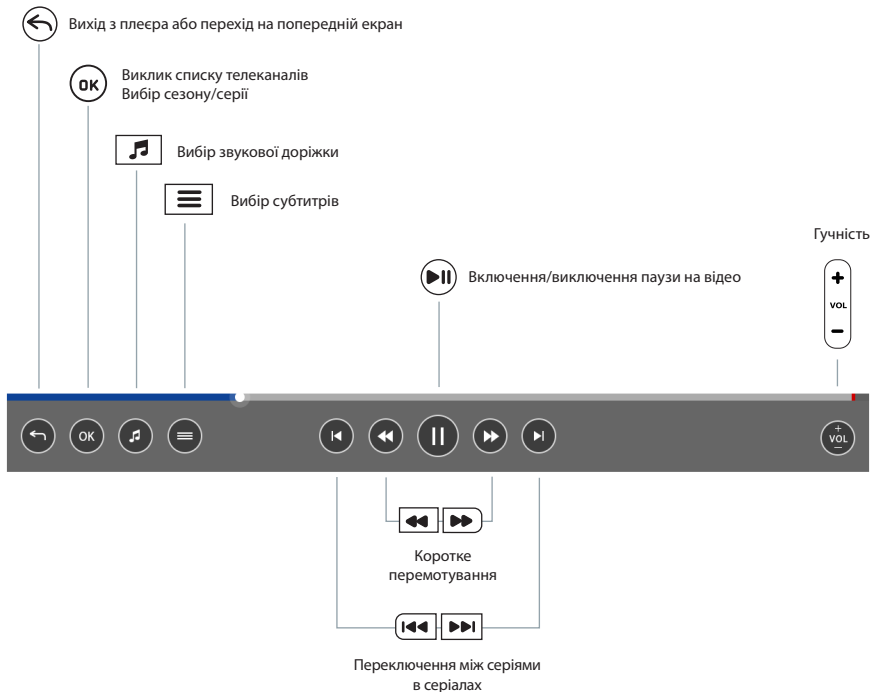 Вихід з плеєра або перехід на попередній екран
OK
Виклик списку телеканалів
Вибір сезону/серії
Вибір звукової доріжки
Вибір субтитрів
Гучність
+
VOL
−
Включення/виключення паузи на відео
OK
+
VOL
−
Коротке
перемотування
Переключення між серіями
в серіалах